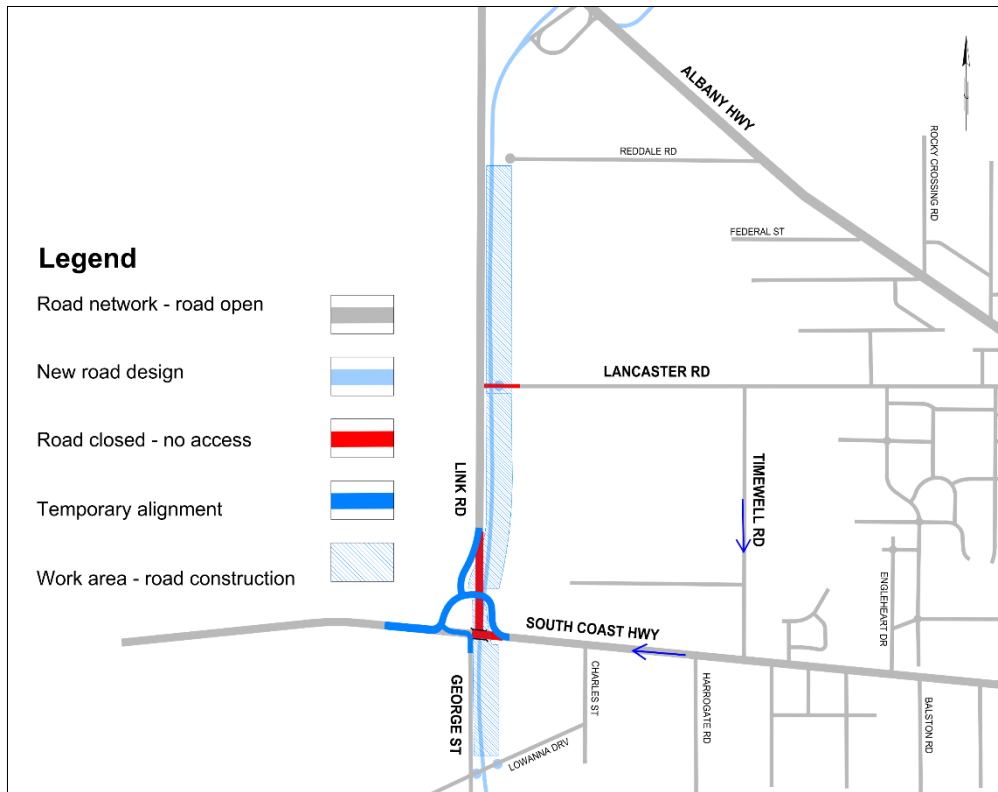 ALBANY HWY
REDDALE RD
ROCKY CROSSING RD
FEDERAL ST
Legend
Road network - road open
New road design
Road closed - no access
Temporary alignment
Work area - road construction
LANCASTER RD
LINK RD
TIMEWELL RD
ENGLEHEART DR
SOUTH COAST HWY
GEORGE ST
CHARLES ST
HARROGATE RD
BALSTON RD
LOWANNA DRV